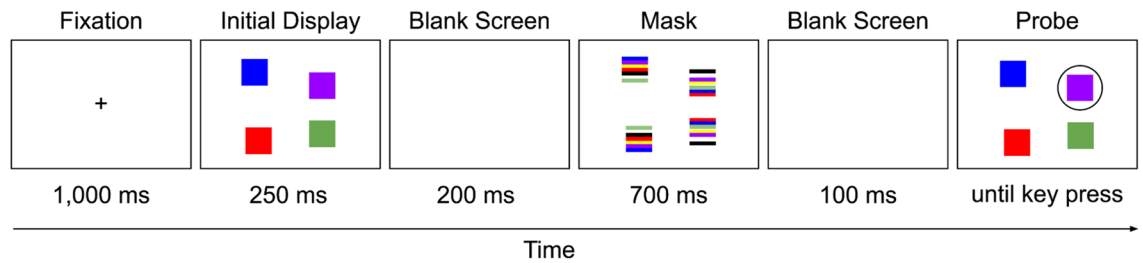 Fixation Initial Display Blank Screen Mask Blank Screen Probe
+
1,000 ms 250 ms 200 ms 700 ms 100 ms until key press
Time